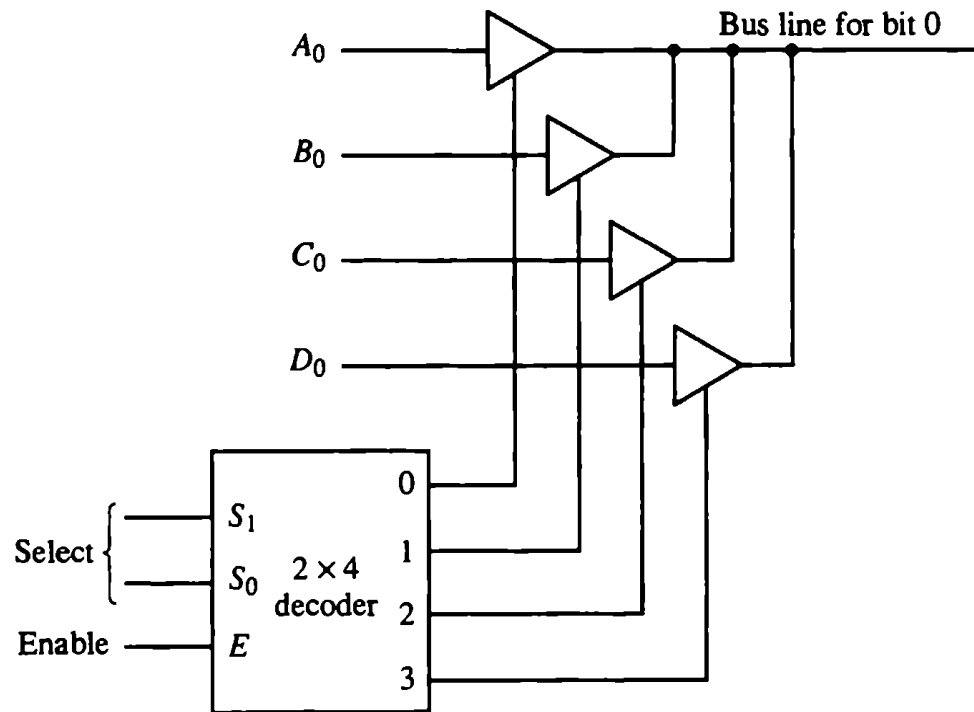 Bus line for bit 0
A0
B0
C0
D0
0
S1
Select
1
2 × 4
S0
decoder
2
Enable
E
3